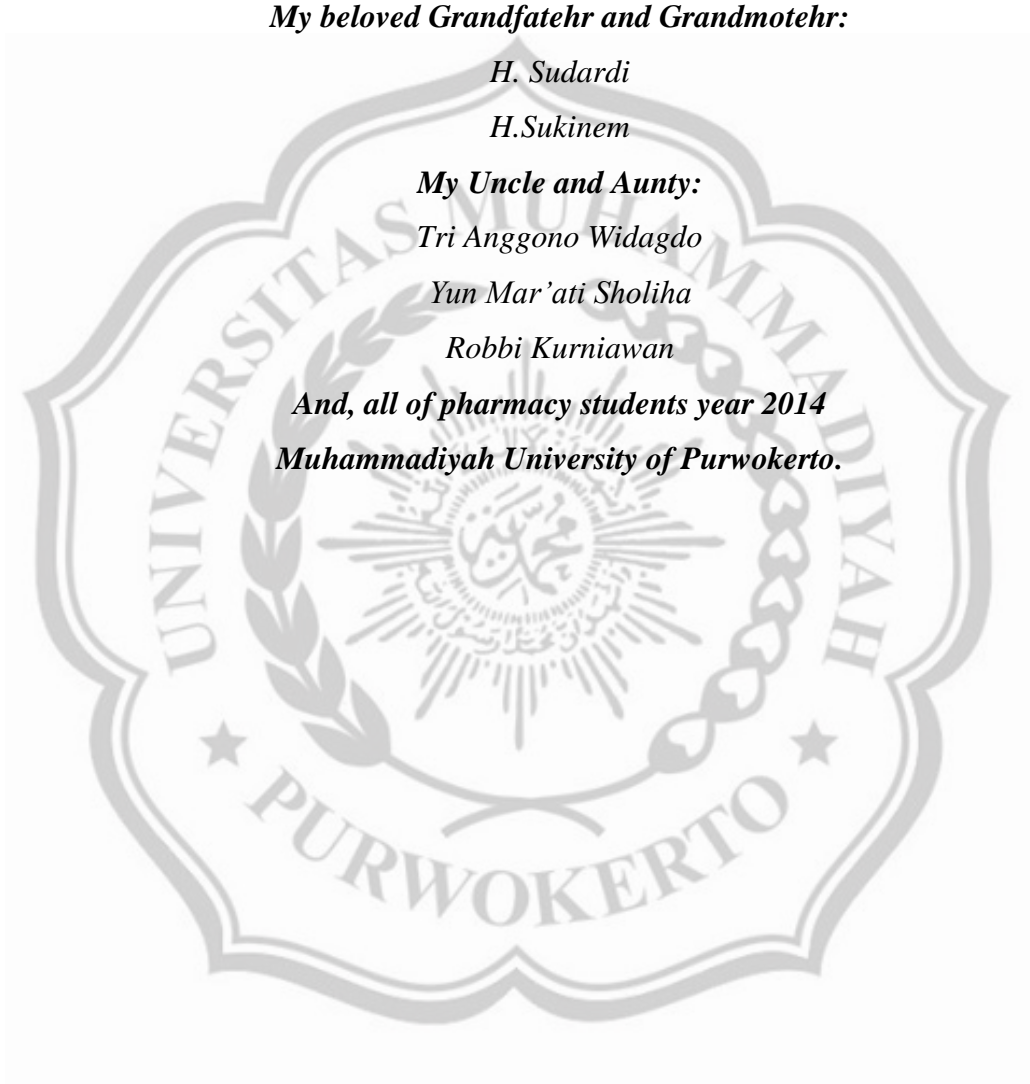 My beloved Grandfatehr and Grandmotehr:
H. Sudardi
H.Sukinem
My Uncle and Aunty:
Tri Anggono Widagdo
Yun Mar’ati Sholiha
Robbi Kurniawan
And, all of pharmacy students year 2014
Muhammadiyah University of Purwokerto.
UNIVERSITAS MUHAMMADIYAH
PURWOKERTO